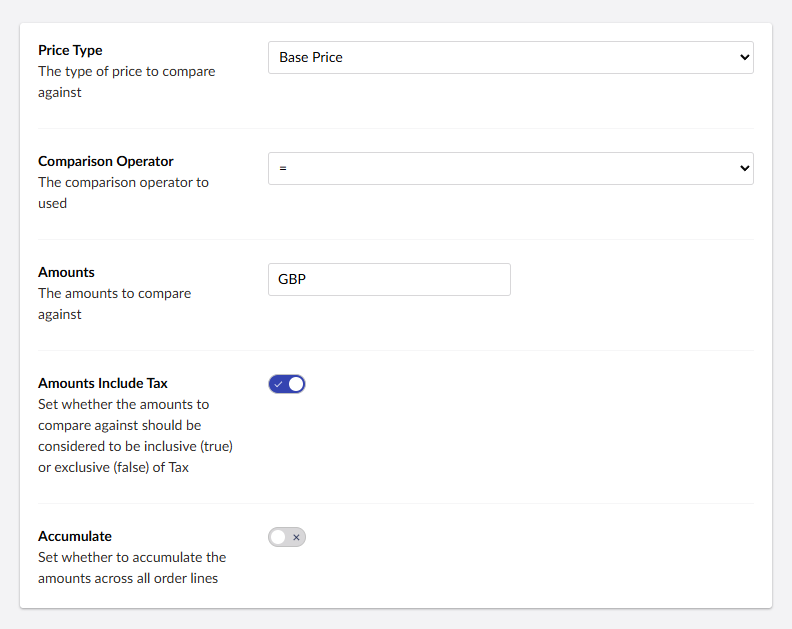 Price Type
The type of price to compare
against
Base Price
Comparison Operator
The comparison operator to
used
=
Amounts
The amounts to compare
against
GBP
Amounts Include Tax
Set whether the amounts to
compare against should be
considered to be inclusive (true)
or exclusive (false) of Tax
Accumulate
Set whether to accumulate the
amounts across all order lines